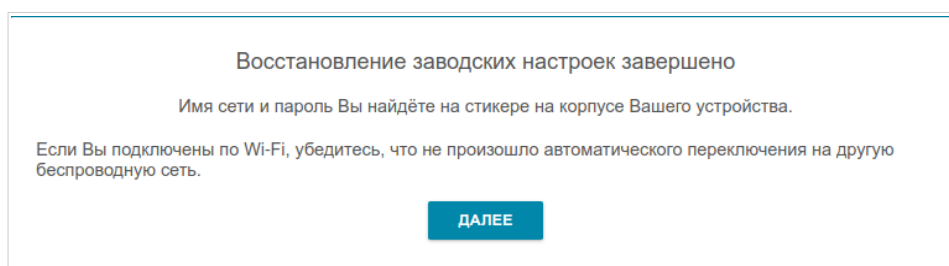 Восстановление заводских настроек завершено
Имя сети и пароль Вы найдёте на стикере на корпусе Вашего устройства.
Если Вы подключены по Wi-Fi, убедитесь, что не произошло автоматического переключения на другую
беспроводную сеть.
ДАЛЕЕ